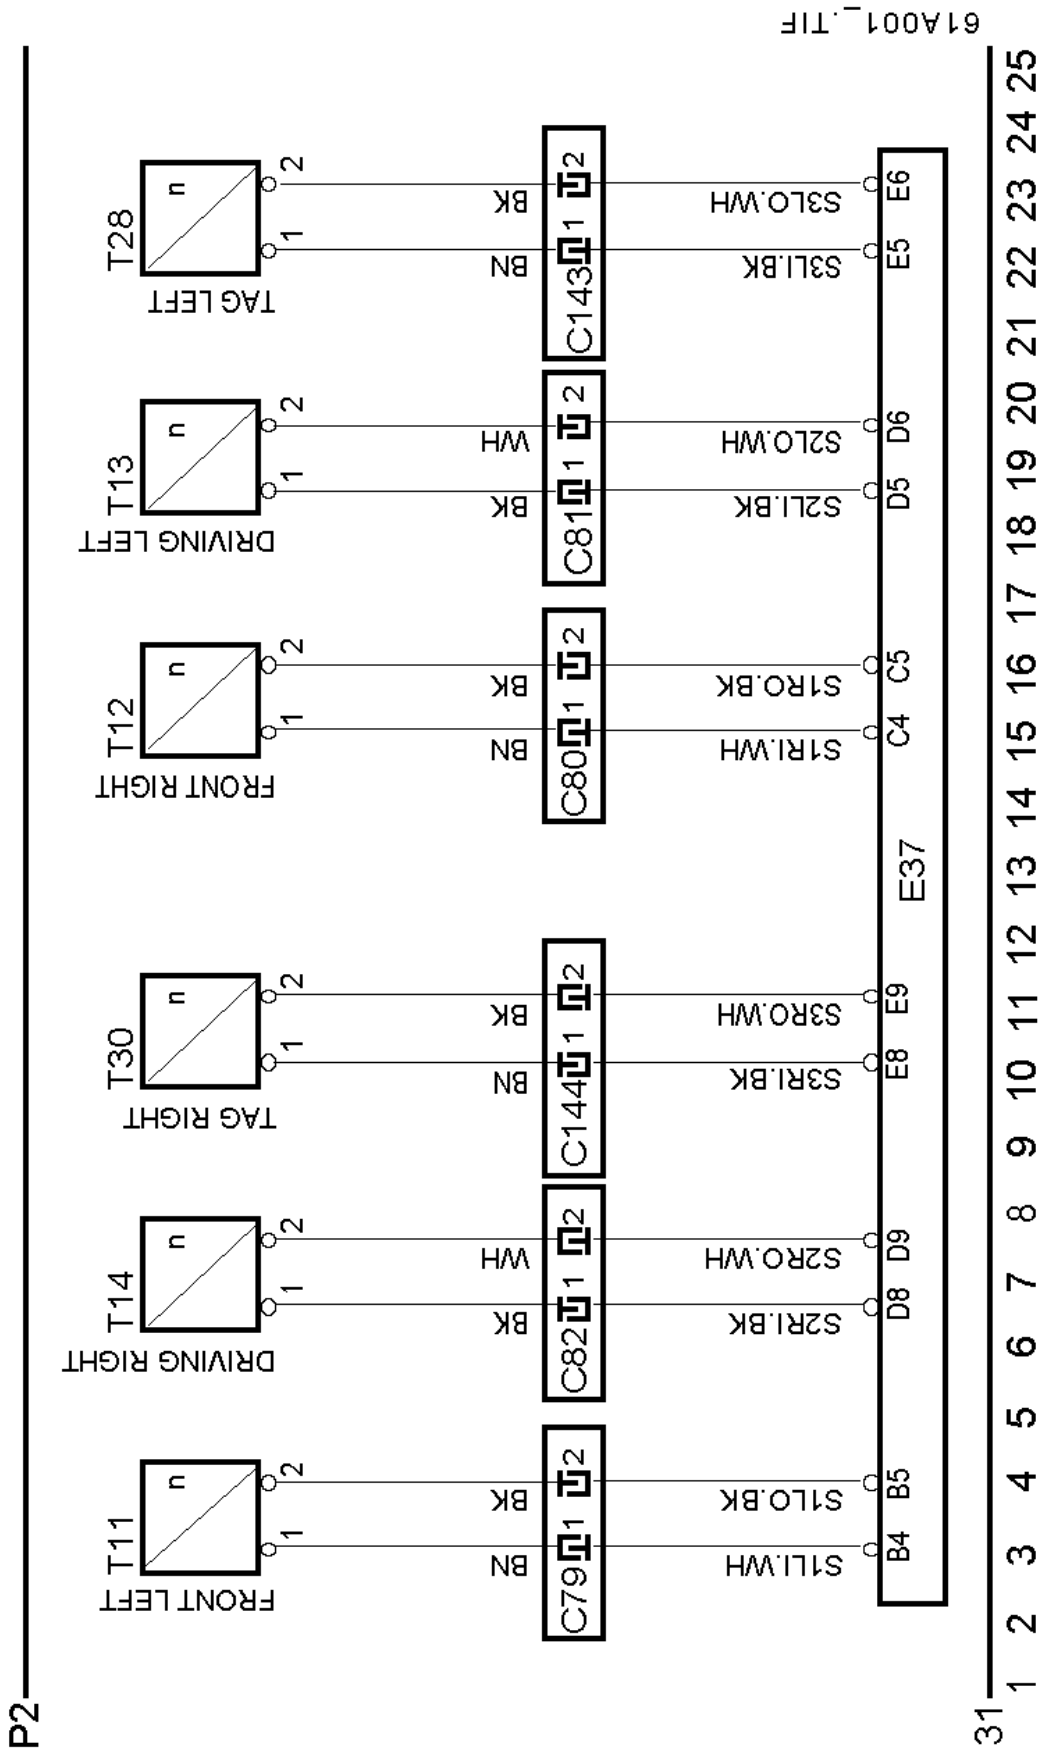 61A001_.TIF
P2
T11
T14
T30
T12
T13
T28
n
n
n
n
n
n
FRONT LEFT
DRIVING RIGHT
TAG RIGHT
FRONT RIGHT
DRIVING LEFT
TAG LEFT
1 2
1 2
1 2
1 2
1 2
1 2
BN BK
BK WH
BN BK
BN BK
BK WH
BN BK
C79 1 2
C82 1 2
C144 1 2
C80 1 2
C81 1 2
C143 1 2
S1LI.WH S1LO.BK
S2RI.BK S2RO.WH
S3RI.BK S3RO.WH
S1RI.WH S1RO.BK
S2LI.BK S2LO.WH
S3LI.BK S3LO.WH
B4 B5
D8 D9
E8 E9
C4 C5
D5 D6
E5 E6
E37
31
1 2 3 4 5 6 7 8 9 10 11 12 13 14 15 16 17 18 19 20 21 22 23 24 25